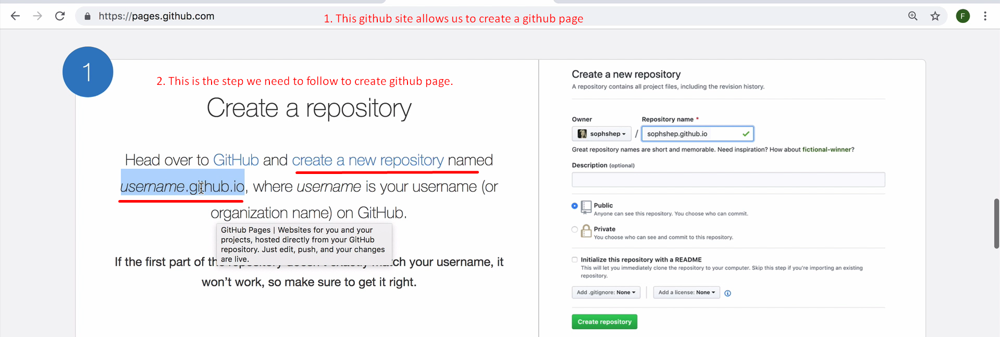 https://pages.github.com
1. This github site allows us to create a github page
F
1
2. This is the step we need to follow to create github page.
Create a repository
Head over to GitHub and create a new repository named
username.github.io, where username is your username (or
organization name) on GitHub.
GitHub Pages | Websites for you and your
projects, hosted directly from your GitHub
repository. Just edit, push, and your changes
are live.
If the first part of the repository doesn't exactly match your username, it
won't work, so make sure to get it right.
Create a new repository
A repository contains all project files, including the revision history.
Owner
Repository name *
sophshep / sophshep.github.io
Great repository names are short and memorable. Need inspiration? How about fictional-winner?
Description (optional)
Public
Anyone can see this repository. You choose who can commit.
Private
You choose who can see and commit to this repository.
Initialize this repository with a README
This will let you immediately clone the repository to your computer. Skip this step if you're importing an existing
repository.
Add .gitignore: None
Add a license: None
Create repository